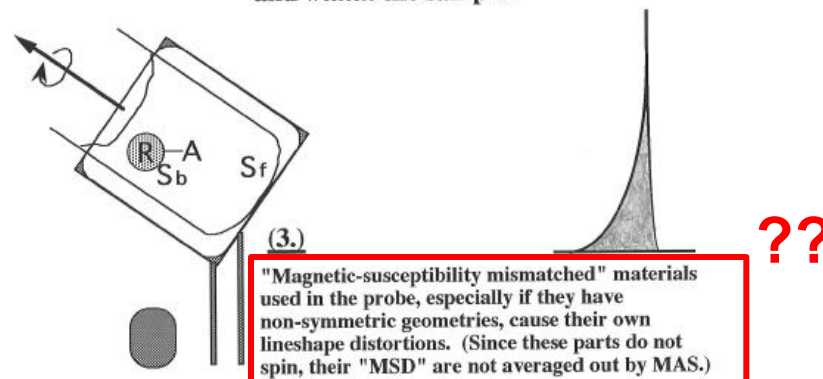 R A
Sb Sf
(3.)
??
"Magnetic-susceptibility mismatched" materials
used in the probe, especially if they have
non-symmetric geometries, cause their own
lineshape distortions. (Since these parts do not
spin, their "MSD" are not averaged out by MAS.)